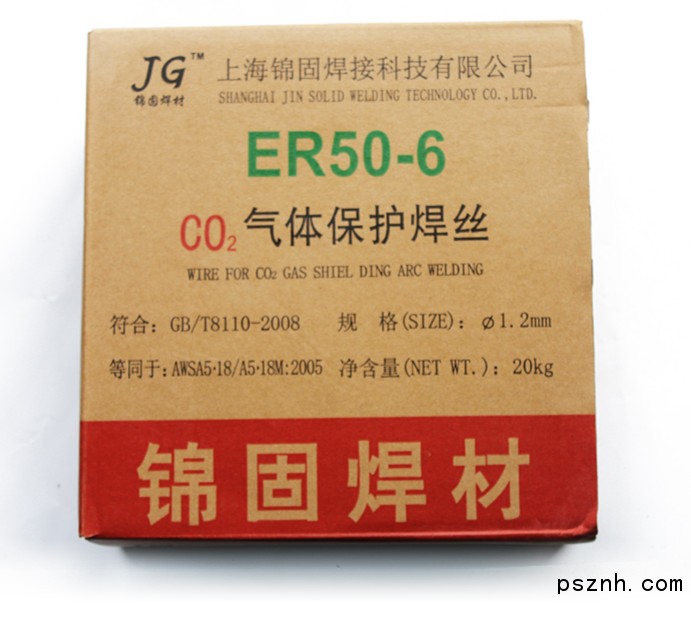 JG™ 上海锦固焊接科技有限公司
锦固焊材 SHANGHAI JIN SOLID WELDING TECHNOLOGY CO.,LTD.
ER50-6
CO₂ 气体保护焊丝
WIRE FOR CO₂ GAS SHIEL DING ARC WELDING
符合: GB/T8110-2008 规 格(SIZE): ø1.2mm
等同于: AWSA5·18/A5·18M:2005 净含量(NET WT.): 20kg
锦固焊材
psznh.com